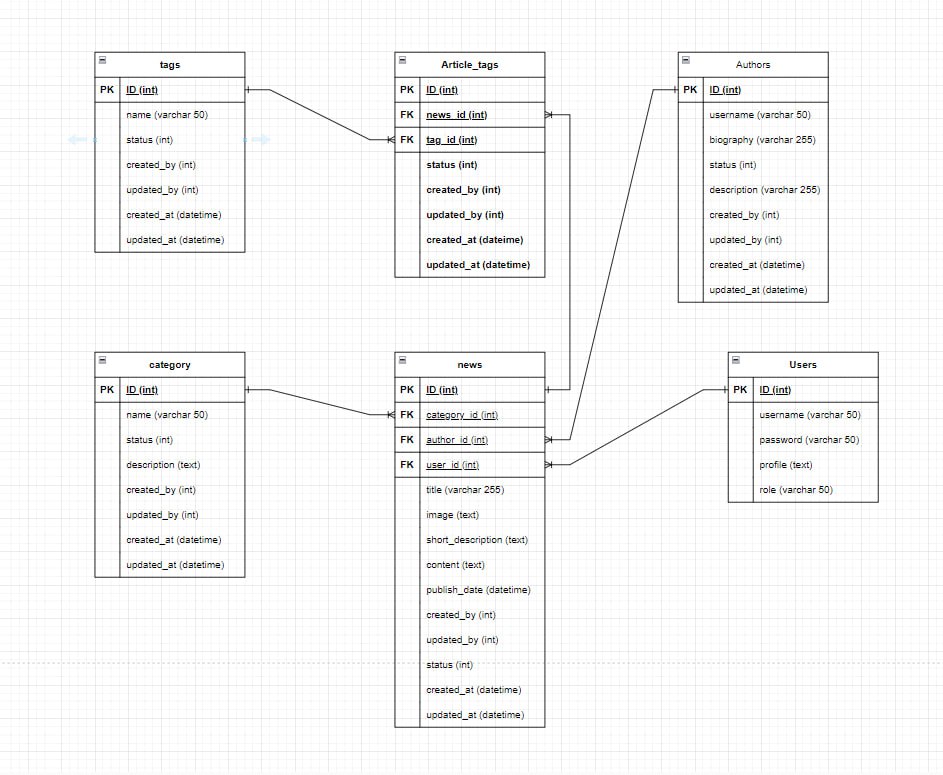 tags
PK ID (int)
name (varchar 50)
status (int)
created_by (int)
updated_by (int)
created_at (datetime)
updated_at (datetime)
Article_tags
PK ID (int)
FK news_id (int)
FK tag_id (int)
status (int)
created_by (int)
updated_by (int)
created_at (dateime)
updated_at (datetime)
Authors
PK ID (int)
username (varchar 50)
biography (varchar 255)
status (int)
description (varchar 255)
created_by (int)
updated_by (int)
created_at (datetime)
updated_at (datetime)
category
PK ID (int)
name (varchar 50)
status (int)
description (text)
created_by (int)
updated_by (int)
created_at (datetime)
updated_at (datetime)
news
PK ID (int)
FK category_id (int)
FK author_id (int)
FK user_id (int)
title (varchar 255)
image (text)
short_description (text)
content (text)
publish_date (datetime)
created_by (int)
updated_by (int)
status (int)
created_at (datetime)
updated_at (datetime)
Users
PK ID (int)
username (varchar 50)
password (varchar 50)
profile (text)
role (varchar 50)